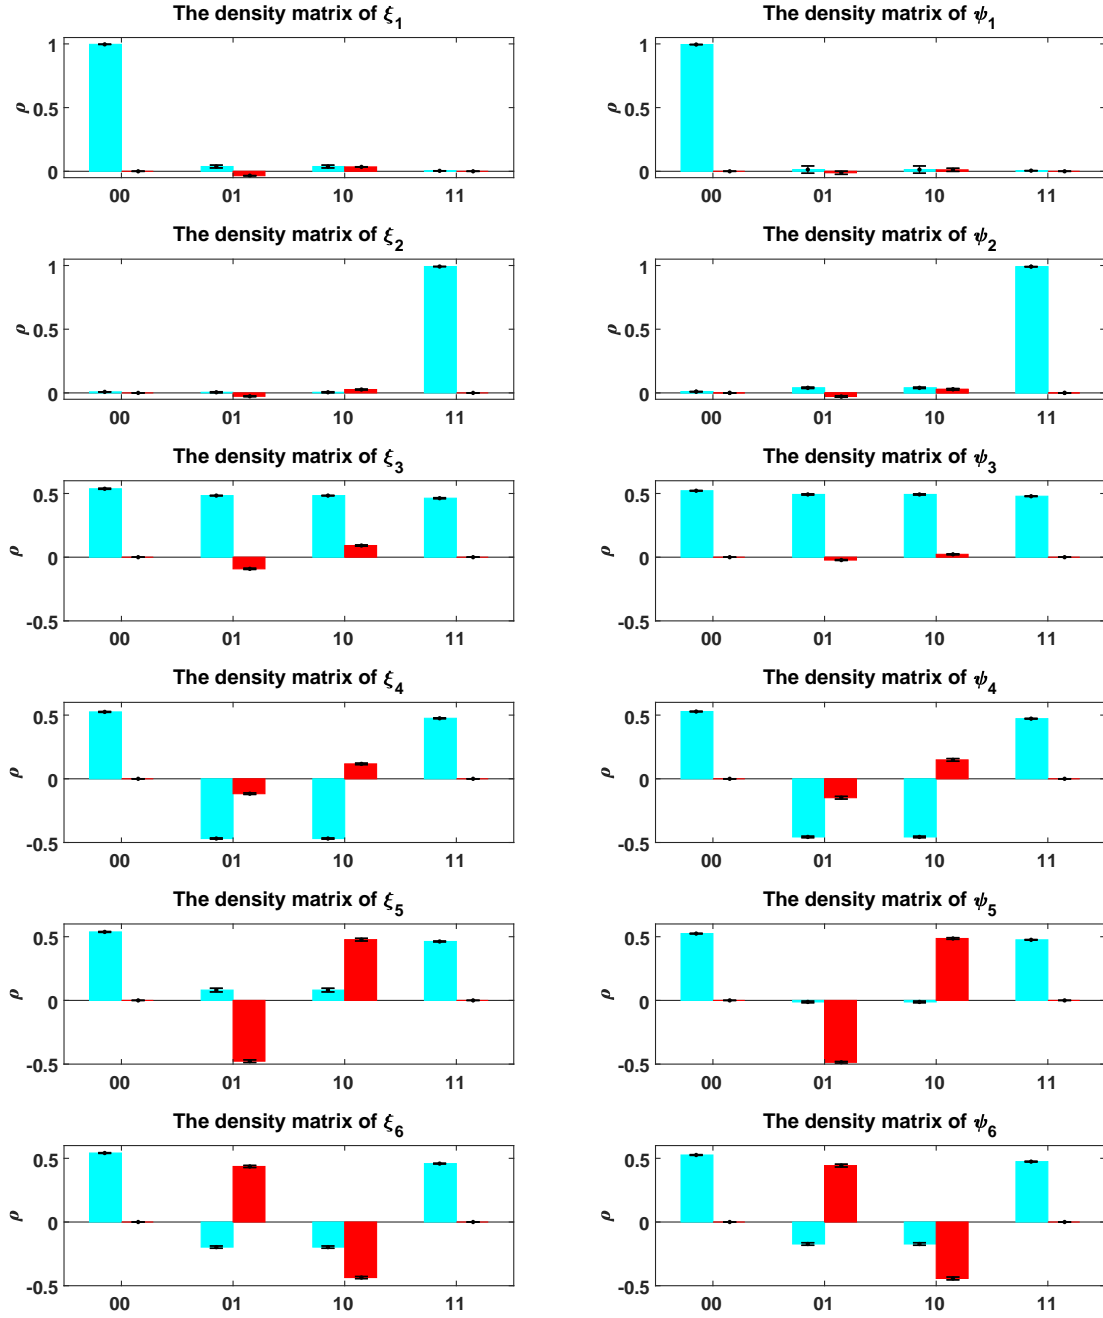 The density matrix of ξ1 The density matrix of ψ1
1 1
ρ 0.5 ρ 0.5
0 0
00 01 10 11 00 01 10 11
The density matrix of ξ2 The density matrix of ψ2
1 1
ρ 0.5 ρ 0.5
0 0
00 01 10 11 00 01 10 11
The density matrix of ξ3 The density matrix of ψ3
0.5 0.5
ρ 0 ρ 0
-0.5 -0.5
00 01 10 11 00 01 10 11
The density matrix of ξ4 The density matrix of ψ4
0.5 0.5
ρ 0 ρ 0
-0.5 -0.5
00 01 10 11 00 01 10 11
The density matrix of ξ5 The density matrix of ψ5
0.5 0.5
ρ 0 ρ 0
-0.5 -0.5
00 01 10 11 00 01 10 11
The density matrix of ξ6 The density matrix of ψ6
0.5 0.5
ρ 0 ρ 0
-0.5 -0.5
00 01 10 11 00 01 10 11